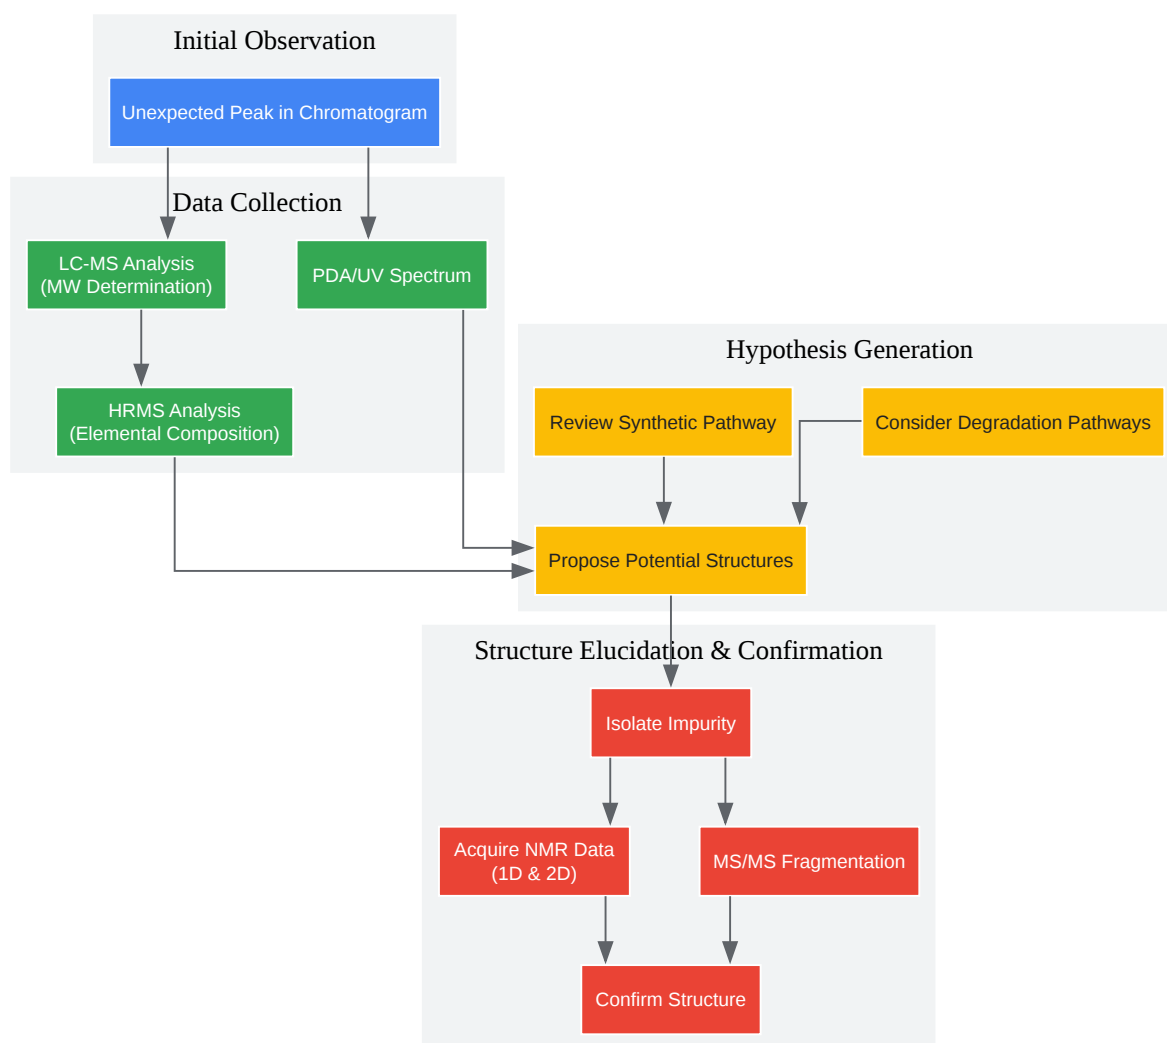 Initial Observation
Unexpected Peak in Chromatogram
Data Collection
LC-MS Analysis
(MW Determination)
PDA/UV Spectrum
HRMS Analysis
(Elemental Composition)
Hypothesis Generation
Review Synthetic Pathway
Consider Degradation Pathways
Propose Potential Structures
Structure Elucidation & Confirmation
Isolate Impurity
Acquire NMR Data
(1D & 2D)
MS/MS Fragmentation
Confirm Structure